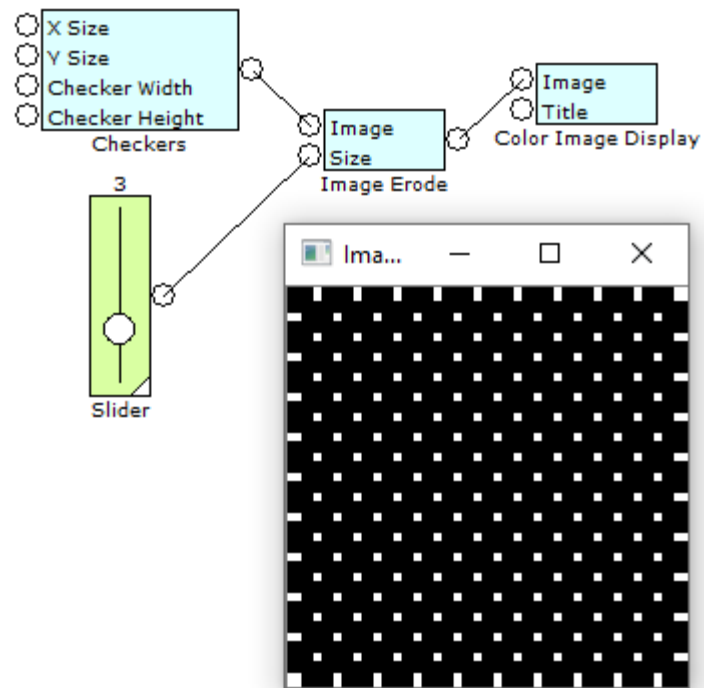 X Size
Y Size
Checker Width
Checker Height
Checkers
Image
Size
Image Erode
Image
Title
Color Image Display
3
Slider
Ima...